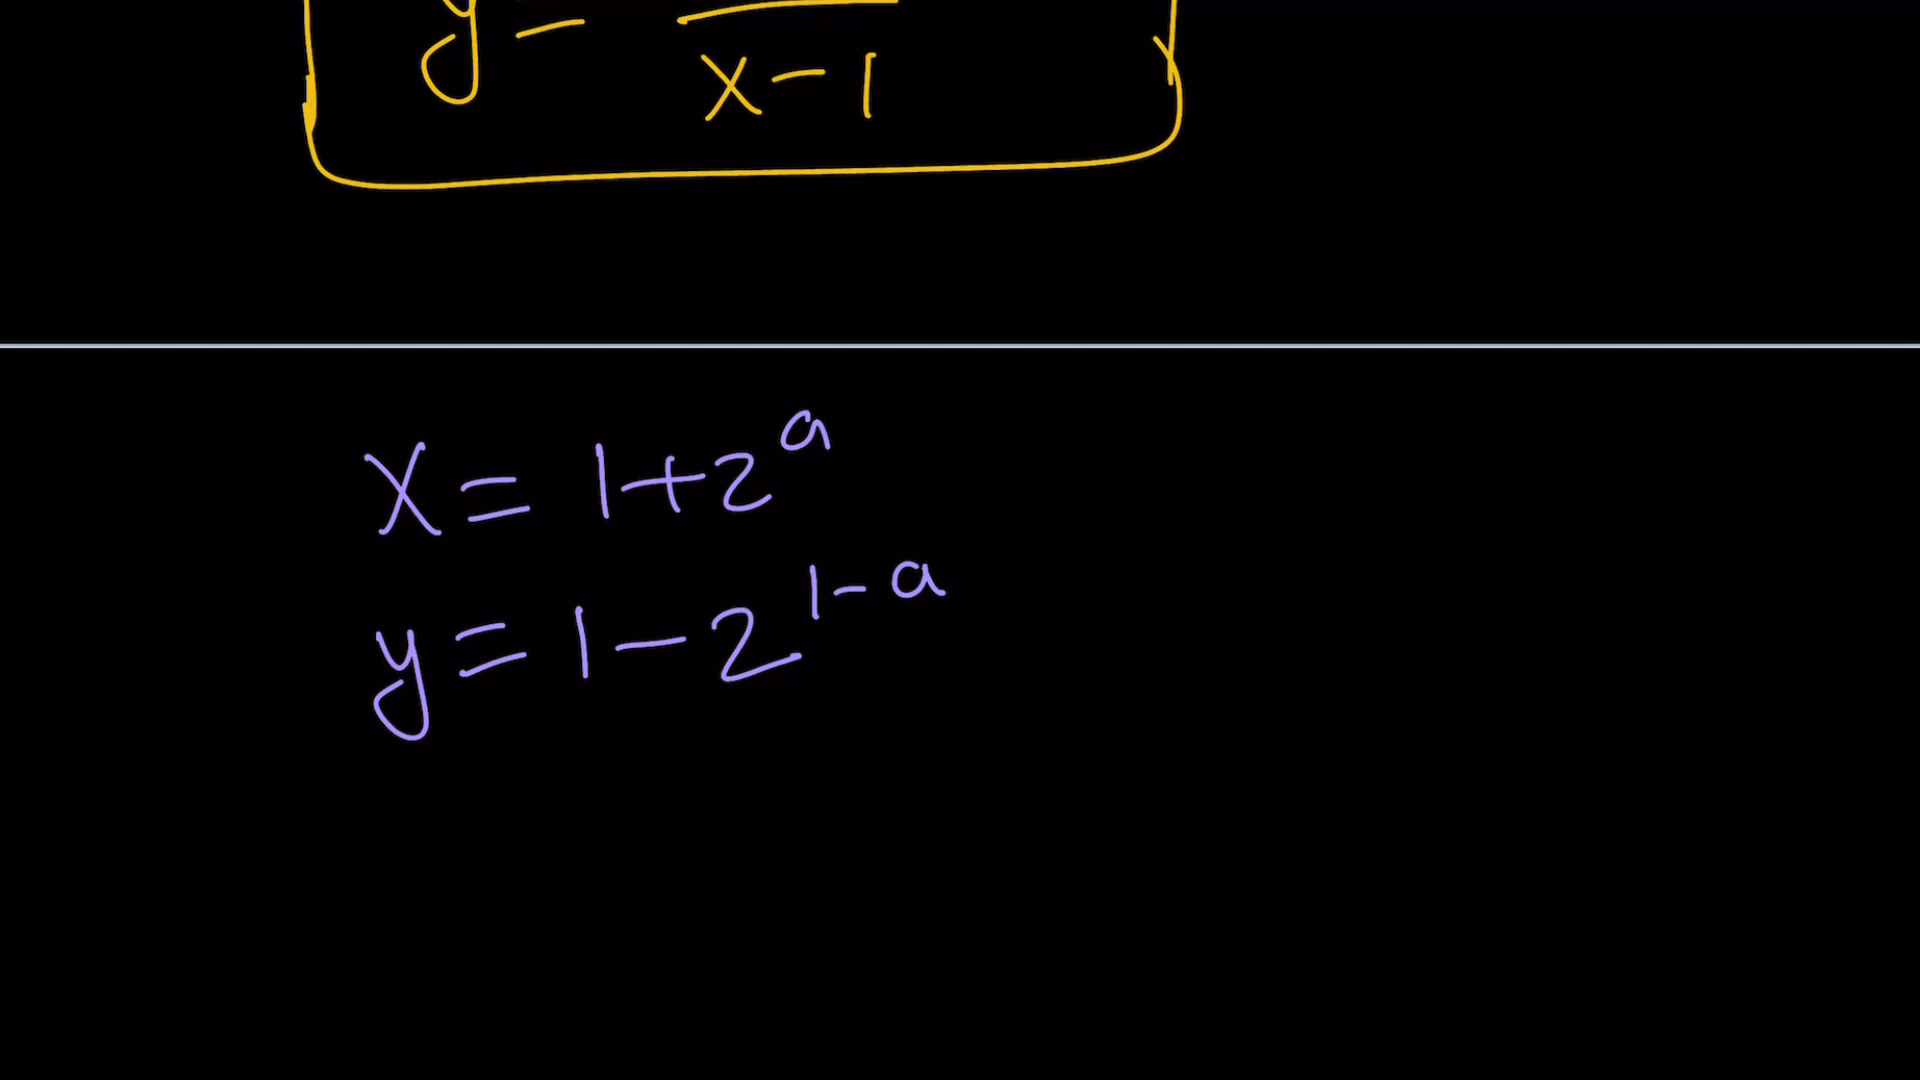 y =
x - 1
x = 1 + 2^a
y = 1 - 2^{1-a}